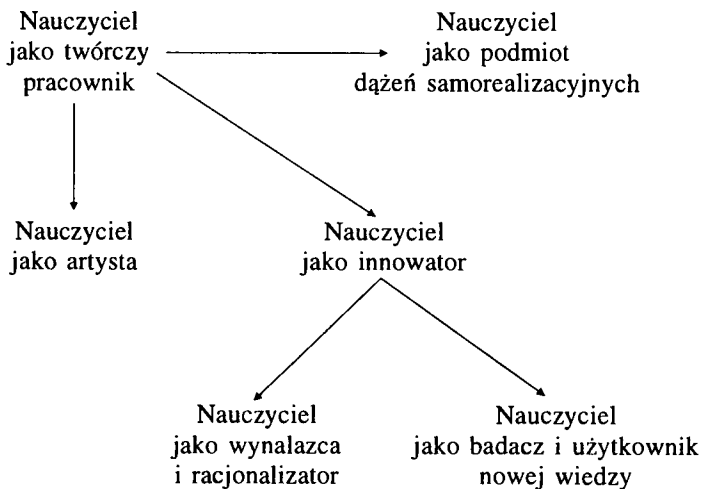 Nauczyciel
jako twórczy
pracownik
Nauczyciel
jako podmiot
dążeń samorealizacyjnych
Nauczyciel
jako artysta
Nauczyciel
jako innowator
Nauczyciel
jako wynalazca
i racjonalizator
Nauczyciel
jako badacz i użytkownik
nowej wiedzy